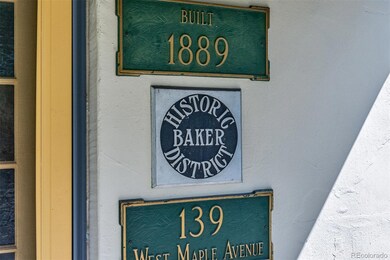 BUILT
1889
HISTORIC
BAKER
DISTRICT
139
WEST MAPLE AVENUE
REcolorado